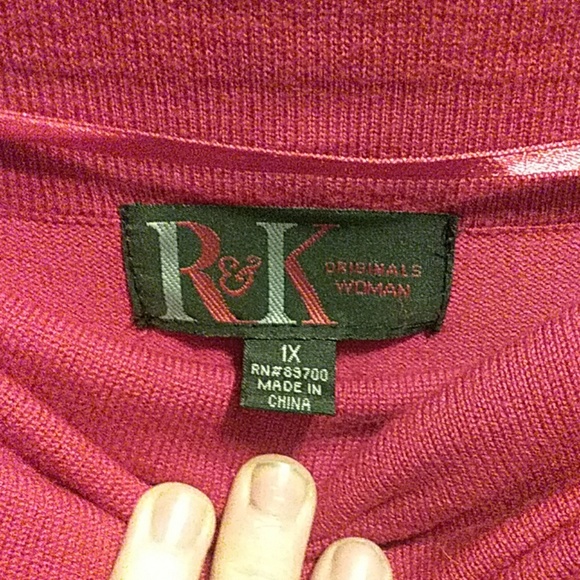 R&K
ORIGINALS
WOMAN
1X
RN#89700
MADE IN
CHINA